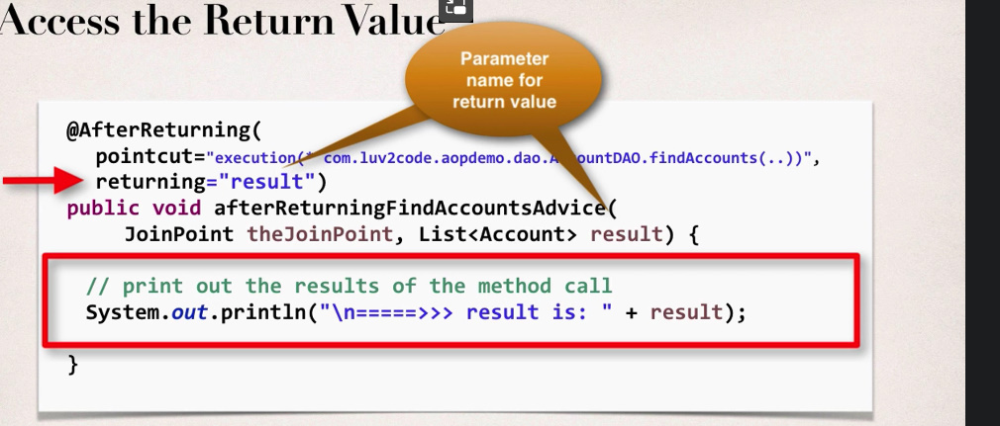 Access the Return Value
Parameter
name for
return value
@AfterReturning(
pointcut="execution(* com.luv2code.aopdemo.dao.A ountDAO.findAccounts(..))",
returning="result")
public void afterReturningFindAccountsAdvice(
JoinPoint theJoinPoint, List<Account> result) {
// print out the results of the method call
System.out.println("\n=====>>> result is: " + result);
}